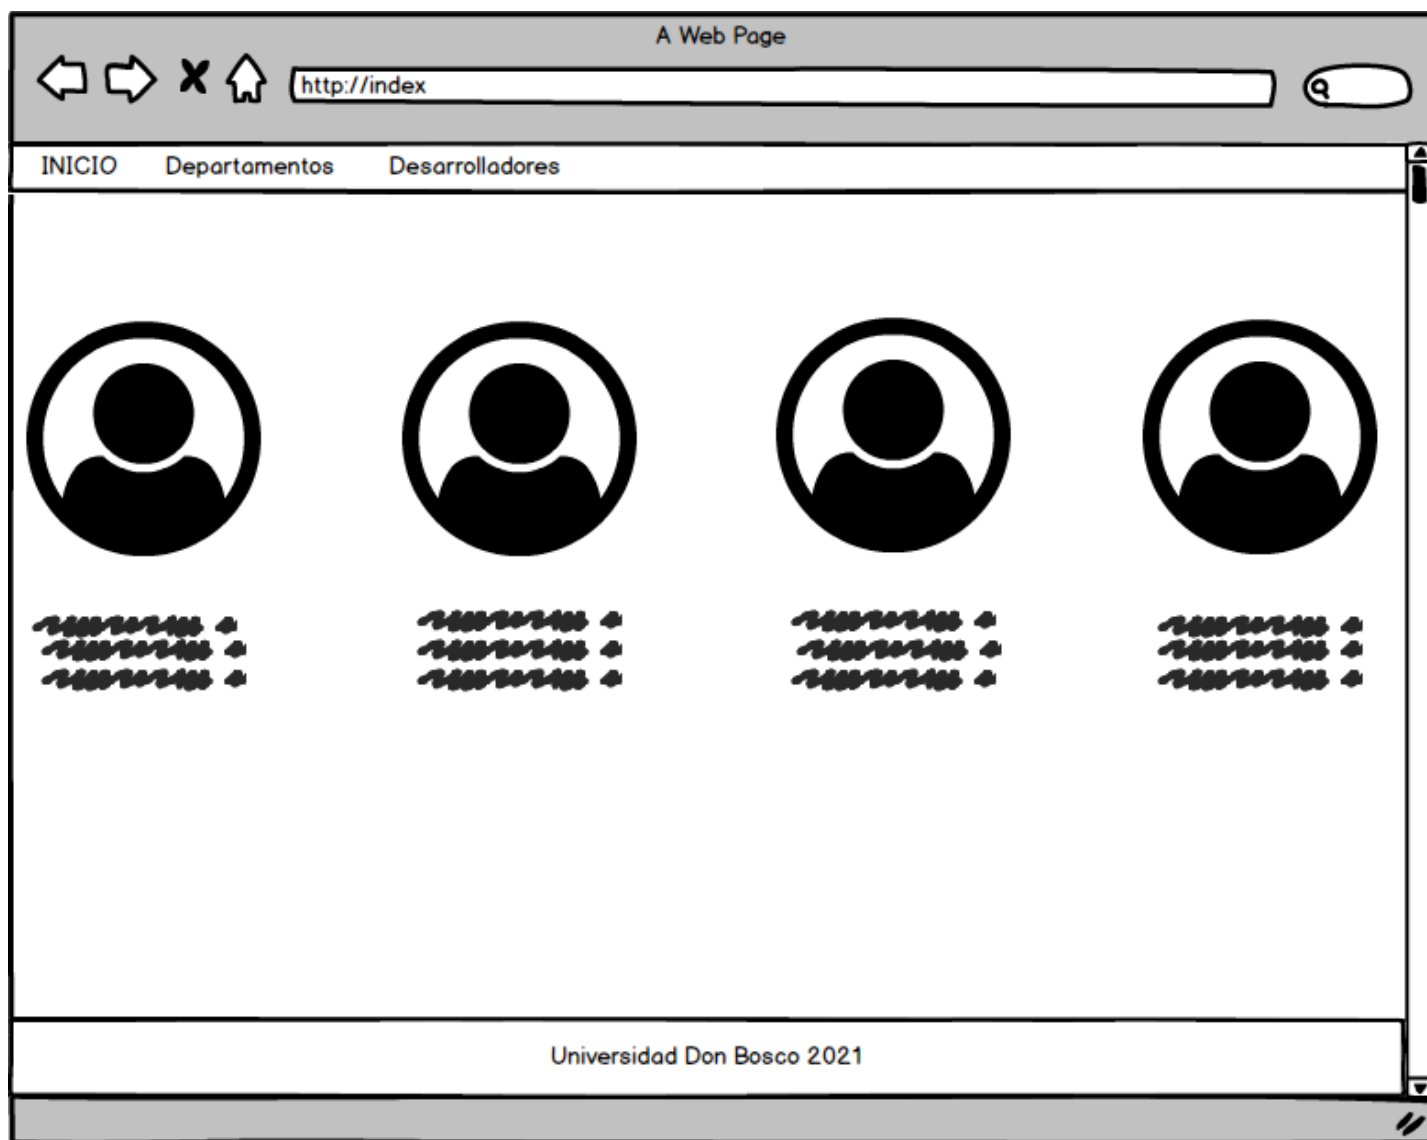 A Web Page
http://index
INICIO Departamentos Desarrolladores
Universidad Don Bosco 2021